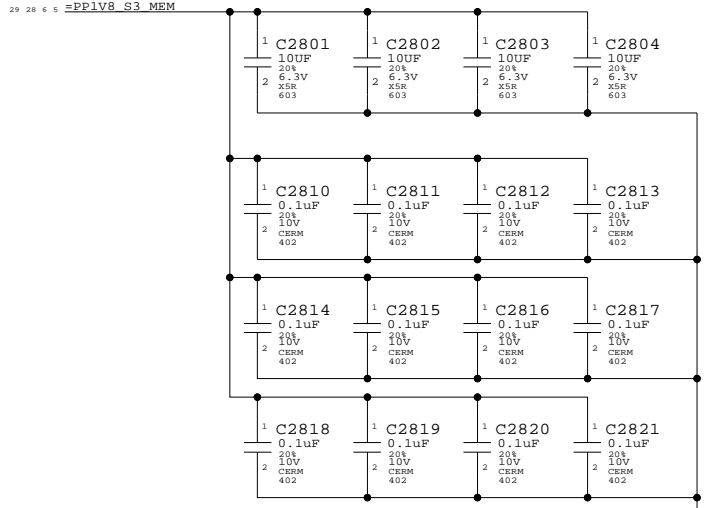 29 28 6 5 =PP1V8_S3_MEM
1 C2801
10UF
20%
2 6.3V
X5R
603
1 C2802
10UF
20%
2 6.3V
X5R
603
1 C2803
10UF
20%
2 6.3V
X5R
603
1 C2804
10UF
20%
2 6.3V
X5R
603
1 C2810
0.1uF
20%
2 10V
CERM
402
1 C2811
0.1uF
20%
2 10V
CERM
402
1 C2812
0.1uF
20%
2 10V
CERM
402
1 C2813
0.1uF
20%
2 10V
CERM
402
1 C2814
0.1uF
20%
2 10V
CERM
402
1 C2815
0.1uF
20%
2 10V
CERM
402
1 C2816
0.1uF
20%
2 10V
CERM
402
1 C2817
0.1uF
20%
2 10V
CERM
402
1 C2818
0.1uF
20%
2 10V
CERM
402
1 C2819
0.1uF
20%
2 10V
CERM
402
1 C2820
0.1uF
20%
2 10V
CERM
402
1 C2821
0.1uF
20%
2 10V
CERM
402